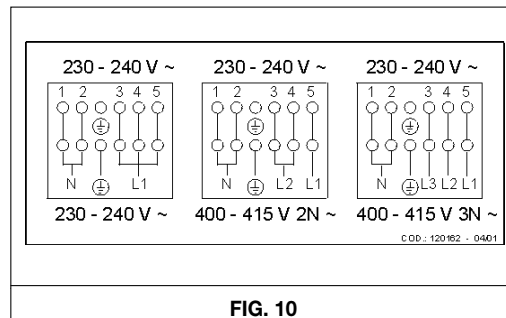 230 - 240 V ~ 230 - 240 V ~ 230 - 240 V ~
1 2 3 4 5 1 2 3 4 5 1 2 3 4 5
N L1 N L2 L1 N L3 L2 L1
230 - 240 V ~ 400 - 415 V 2N ~ 400 - 415 V 3N ~
COD.: 120162 - 04/01
FIG. 10